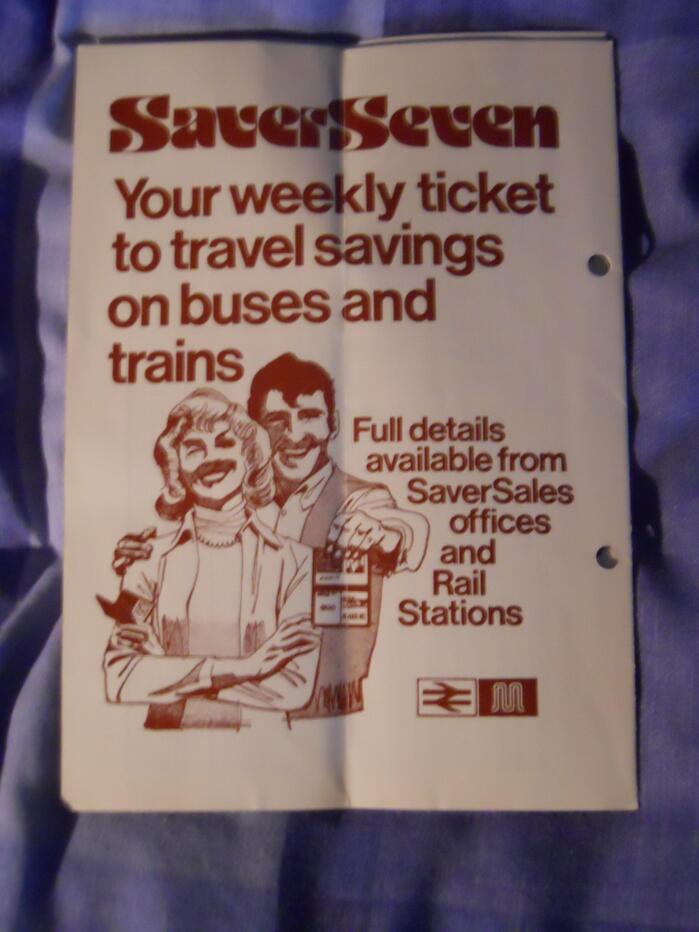 SaverSeven
Your weekly ticket
to travel savings
on buses and
trains
Full details
available from
SaverSales
offices
and
Rail
Stations